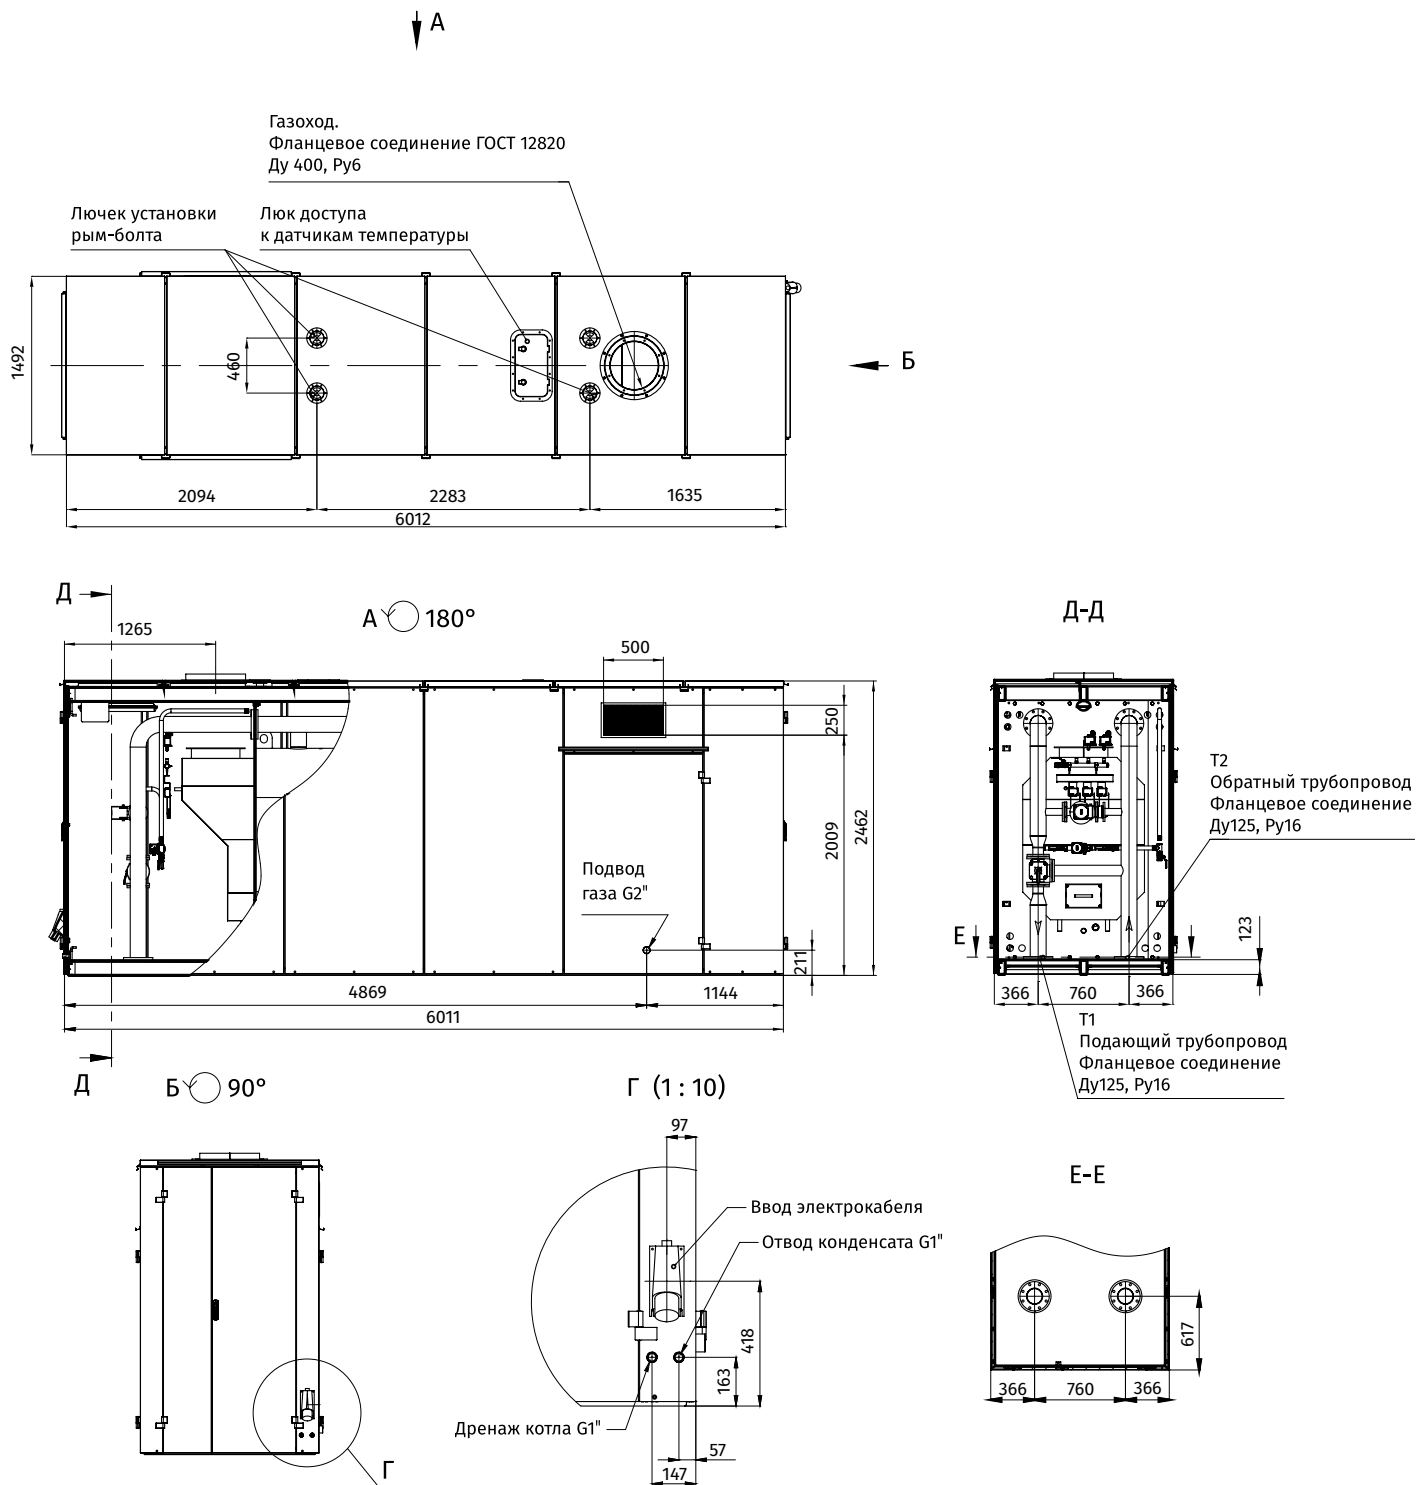 А
Газоход.
Фланцевое соединение ГОСТ 12820
Ду 400, Ру6
Лючек установки
рым-болта
Люк доступа
к датчикам температуры
1492
460
Б
2094
2283
1635
6012
Д
А 180°
Д-Д
1265
500
250
2009
2462
Подвод
газа G2"
211
4869
1144
6011
Д
Т2
Обратный трубопровод
Фланцевое соединение
Ду125, Ру16
Е
123
366
760
366
Т1
Подающий трубопровод
Фланцевое соединение
Ду125, Ру16
Б 90°
Г (1 : 10)
97
Ввод электрокабеля
Отвод конденсата G1"
418
163
Дренаж котла G1"
57
147
Г
Е-Е
617
366
760
366